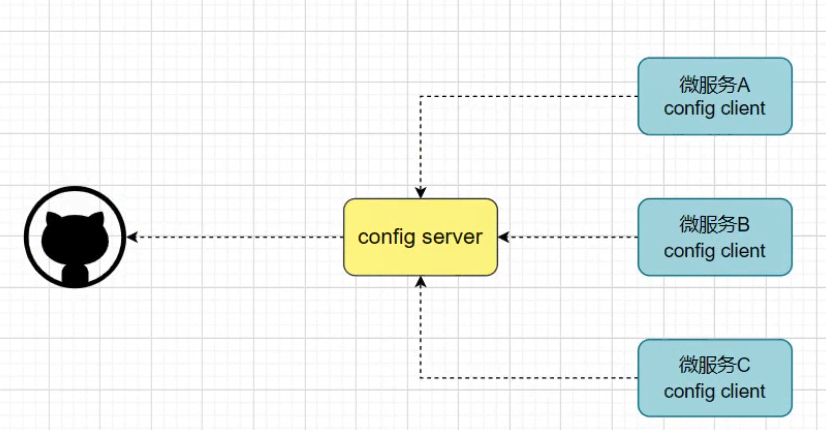 微服务A
config client
config server
微服务B
config client
微服务C
config client